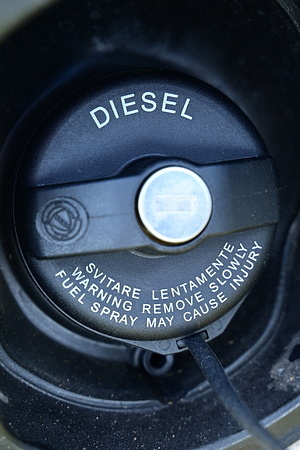 DIESEL
SVITARE LENTAMENTE
WARNING REMOVE SLOWLY
FUEL SPRAY MAY CAUSE INJURY